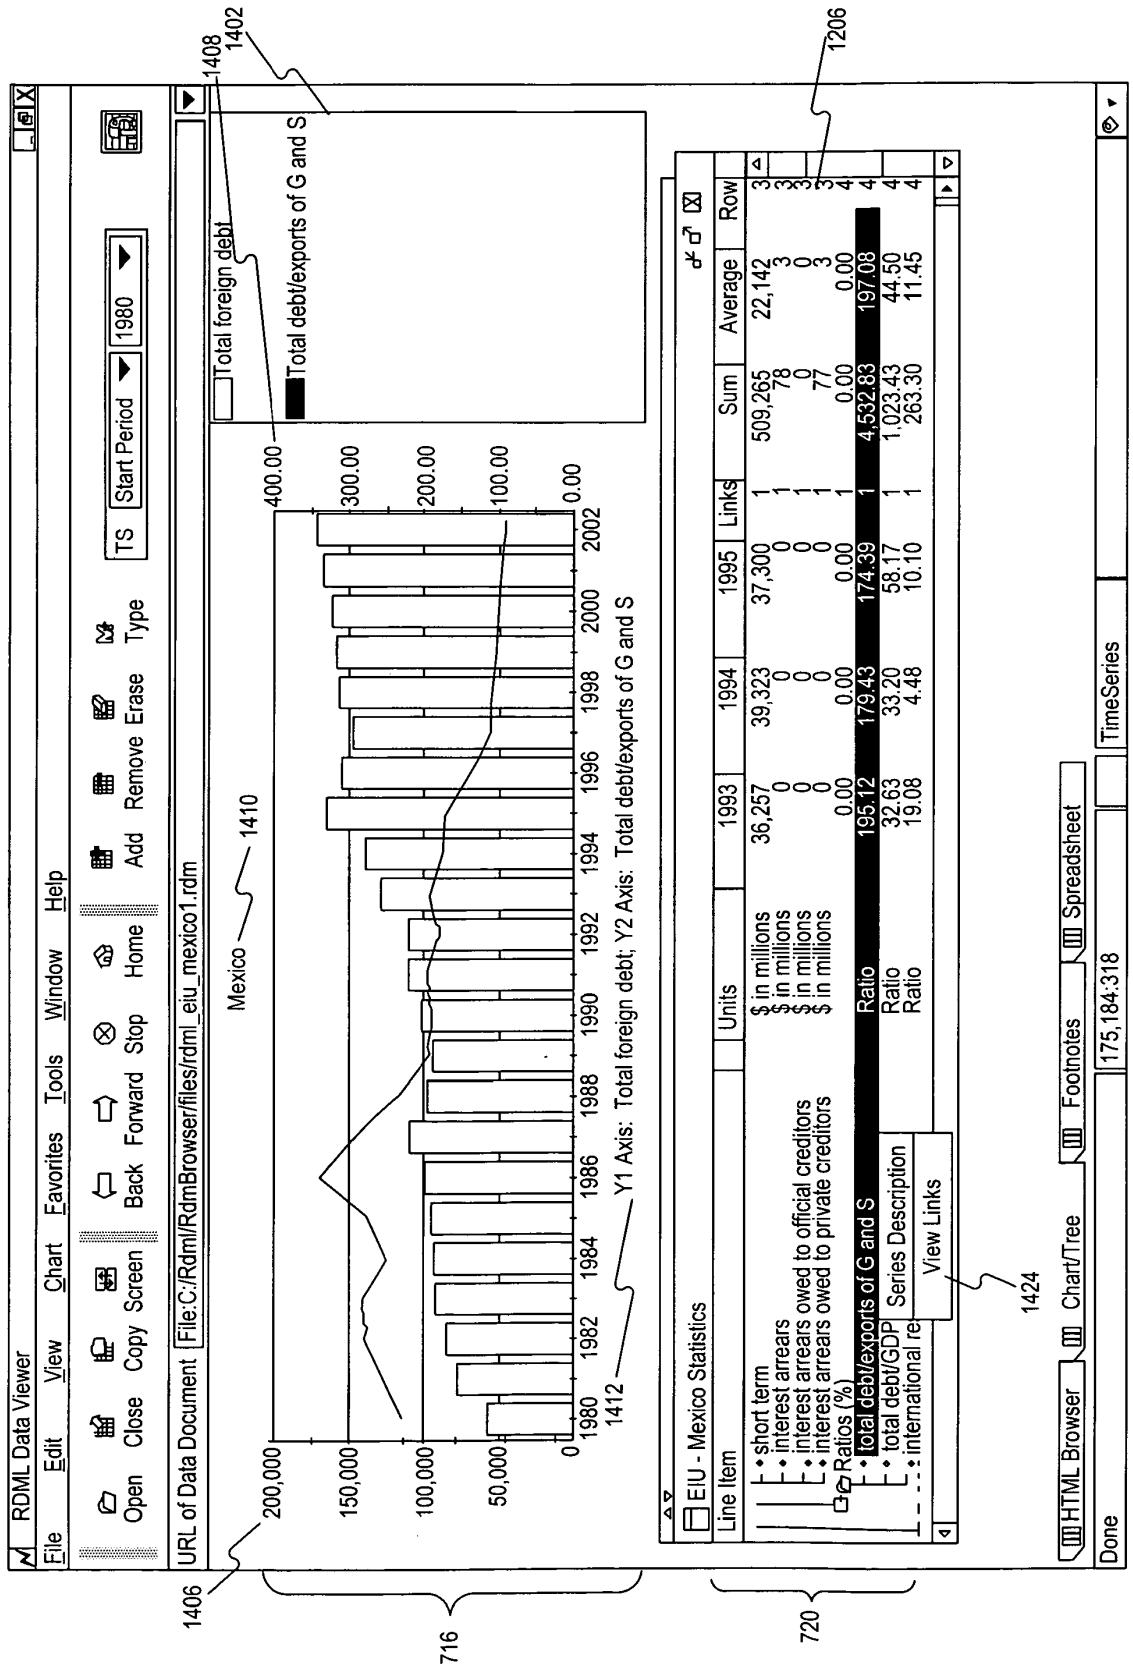 RDML Data Viewer
File Edit View Chart Favorites Tools Window Help
Open Close Copy Screen Back Forward Stop Home Add Remove Erase Type
TS Start Period 1980
URL of Data Document File:C:/Rdml/RdmBrowser/files/rdml_eiu_mexico1.rdm
1406
Mexico
1410
1408
1402
200,000
150,000
100,000
50,000
0
400.00
300.00
200.00
100.00
0.00
1980 1982 1984 1986 1988 1990 1992 1994 1996 1998 2000 2002
Total foreign debt
Total debt/exports of G and S
1412
Y1 Axis: Total foreign debt; Y2 Axis: Total debt/exports of G and S
716
EIU - Mexico Statistics
Line Item Units 1993 1994 1995 Links Sum Average Row
short term $ in millions 36,257 39,323 37,300 1 509,265 22,142 3
interest arrears $ in millions 0 0 0 1 78 3 3
interest arrears owed to official creditors $ in millions 0 0 0 1 0 0 3
interest arrears owed to private creditors $ in millions 0 0 0 1 77 3 3
Ratios (%) 0.00 0.00 0.00 1 0.00 0.00 4
total debt/exports of G and S Ratio 195.12 179.43 174.39 1 4,532.83 197.08 4
total debt/GDP Ratio 32.63 33.20 58.17 1 1,023.43 44.50 4
international re Ratio 19.08 4.48 10.10 1 263.30 11.45 4
Series Description
View Links
720
1206
1424
HTML Browser Chart/Tree Footnotes Spreadsheet
Done 175,184:318 TimeSeries